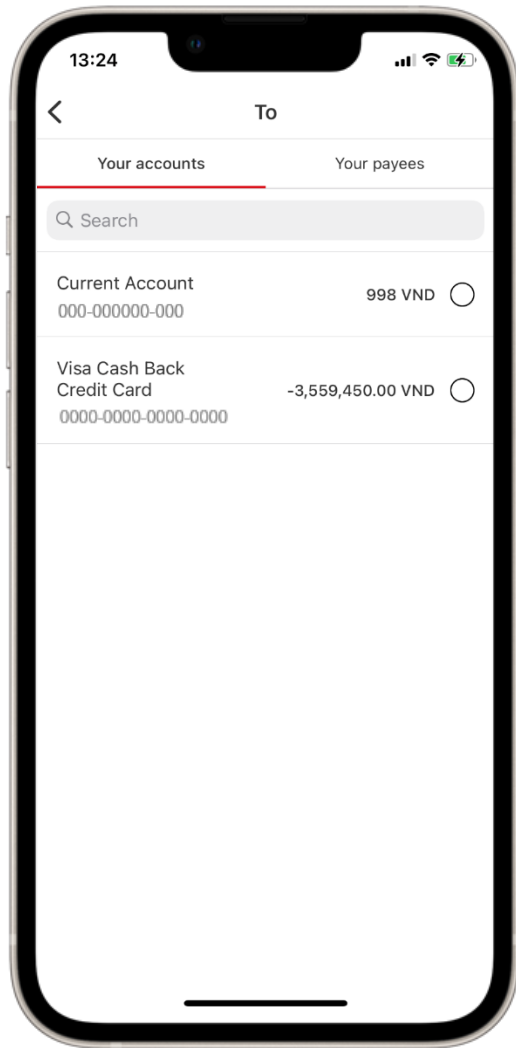 13:24
To
Your accounts
Your payees
Search
Current Account
998 VND
000-000000-000
Visa Cash Back
Credit Card
-3,559,450.00 VND
0000-0000-0000-0000